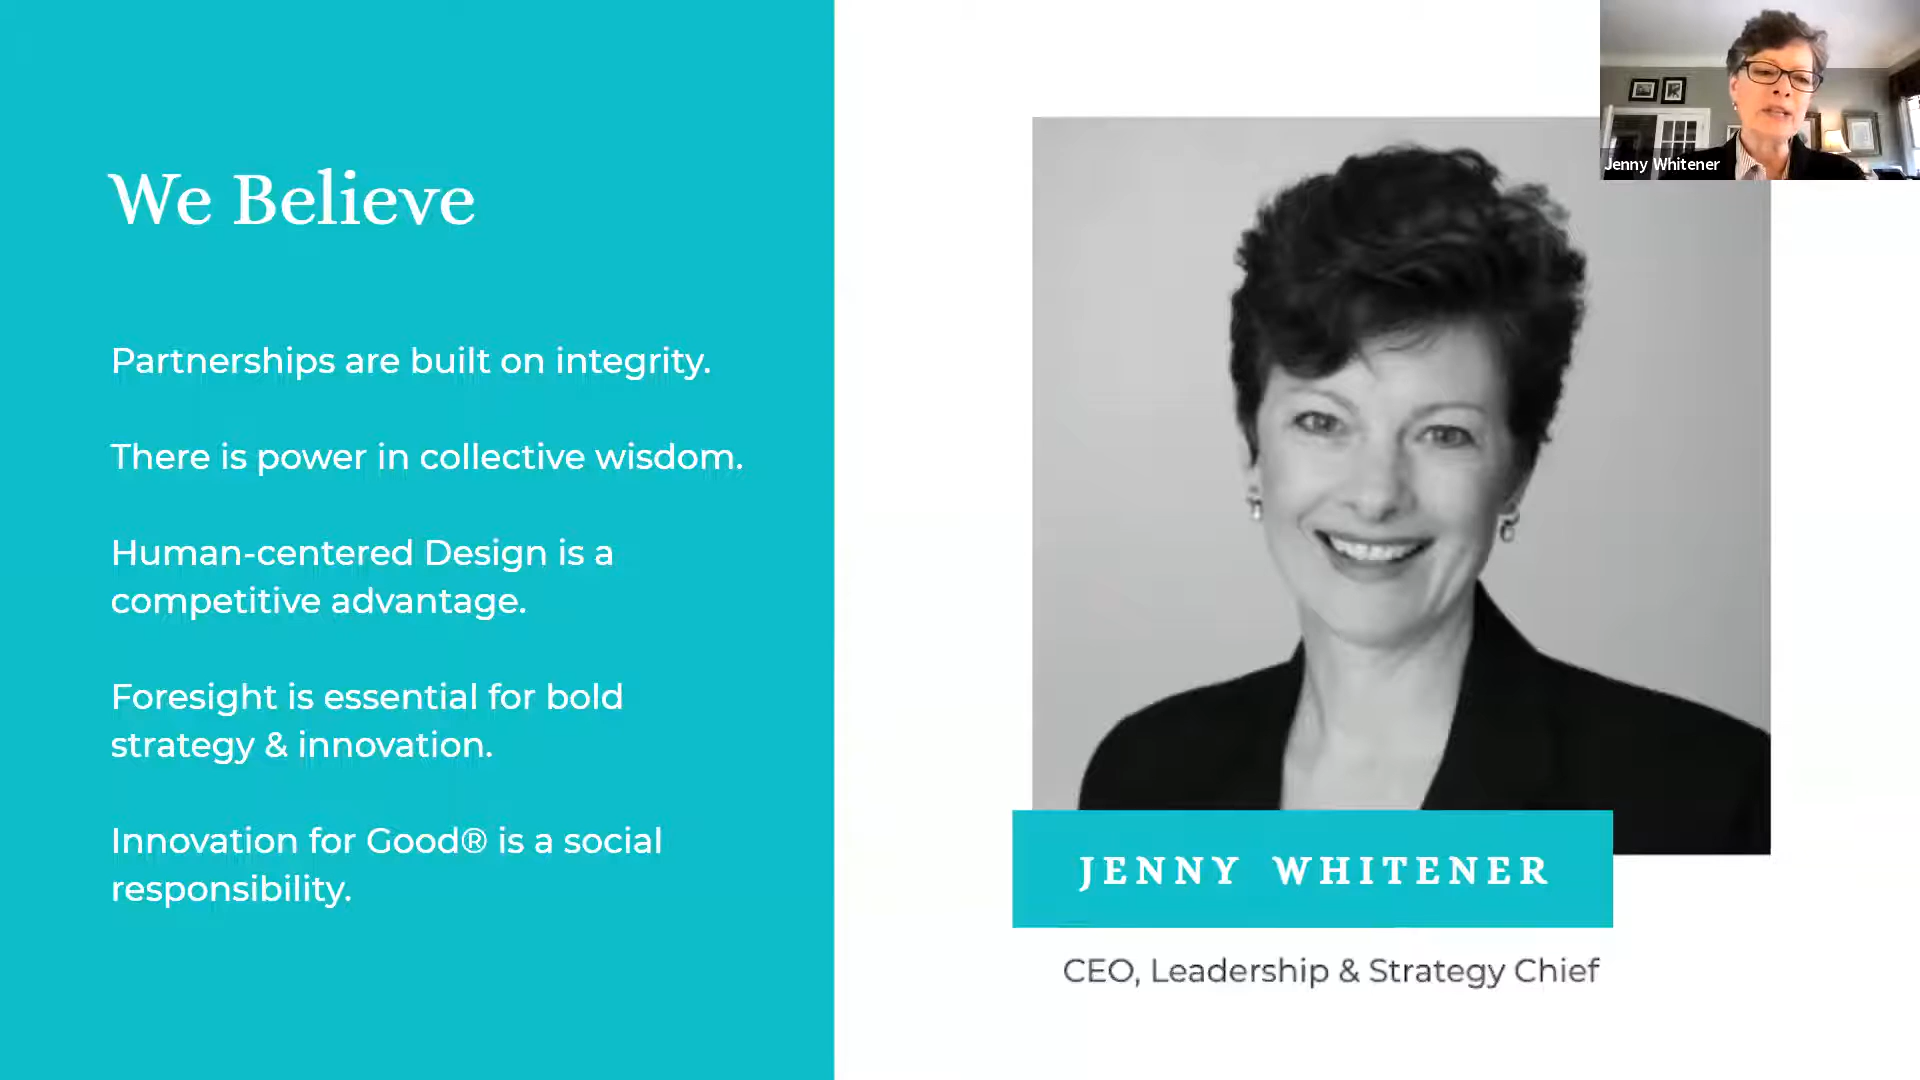 We Believe
Partnerships are built on integrity.
There is power in collective wisdom.
Human-centered Design is a
competitive advantage.
Foresight is essential for bold
strategy & innovation.
Innovation for Good® is a social
responsibility.
Jenny Whitener
JENNY WHITENER
CEO, Leadership & Strategy Chief